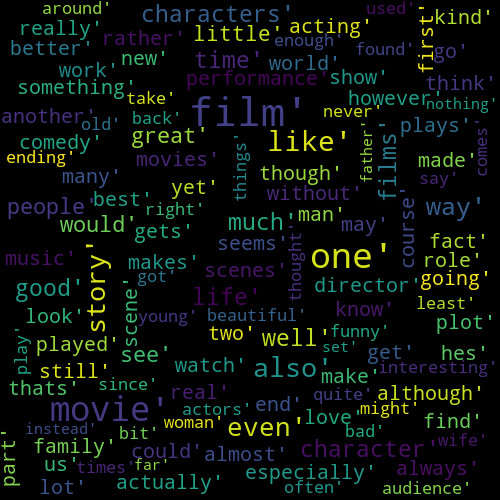 around' used'
characters' kind'
really' little' acting' first'
rather' enough'
better' new' time' found' go'
work' world'
something' performance' show' think'
take' however' nothing'
another' old' back' film' never' plays'
comedy' great' like' comes'
ending' movies' things' though' father' films' made'
many' yet' without' say'
best' right' man' way'
people' would' gets' much' may' course'
seems' fact'
music' makes' scenes' thought' one' role'
story' got' director' going'
good' life' know' least'
look' scene' young' beautiful' plot'
two' well' funny'
play' played' see' set' get' hes'
still' watch' also' make' interesting'
thats' since' real' quite' although'
movie' actors' end' love' might' find'
instead' bit' woman' even' bad'
part' family' could' almost' character' wife'
us' times' far' always'
lot' actually' especially' often' audience'